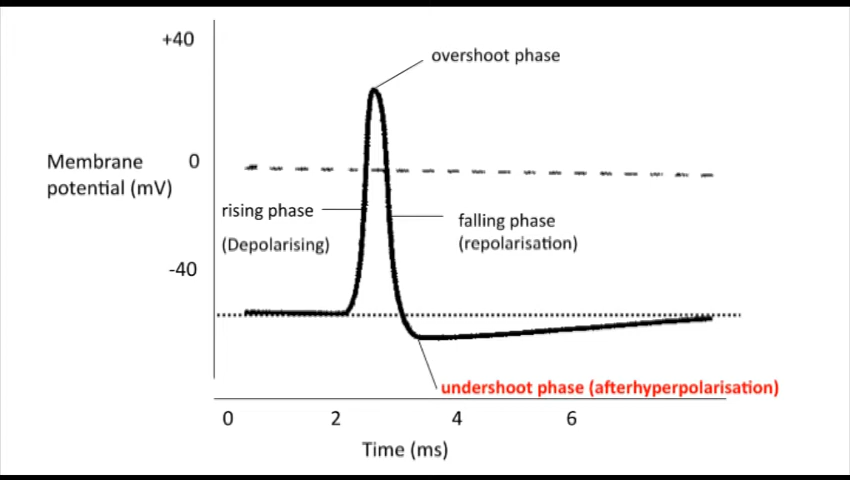 +40
overshoot phase
Membrane
potential (mV)
0
rising phase
(Depolarising)
falling phase
(repolarisation)
-40
undershoot phase (afterhyperpolarisation)
0 2 4 6
Time (ms)